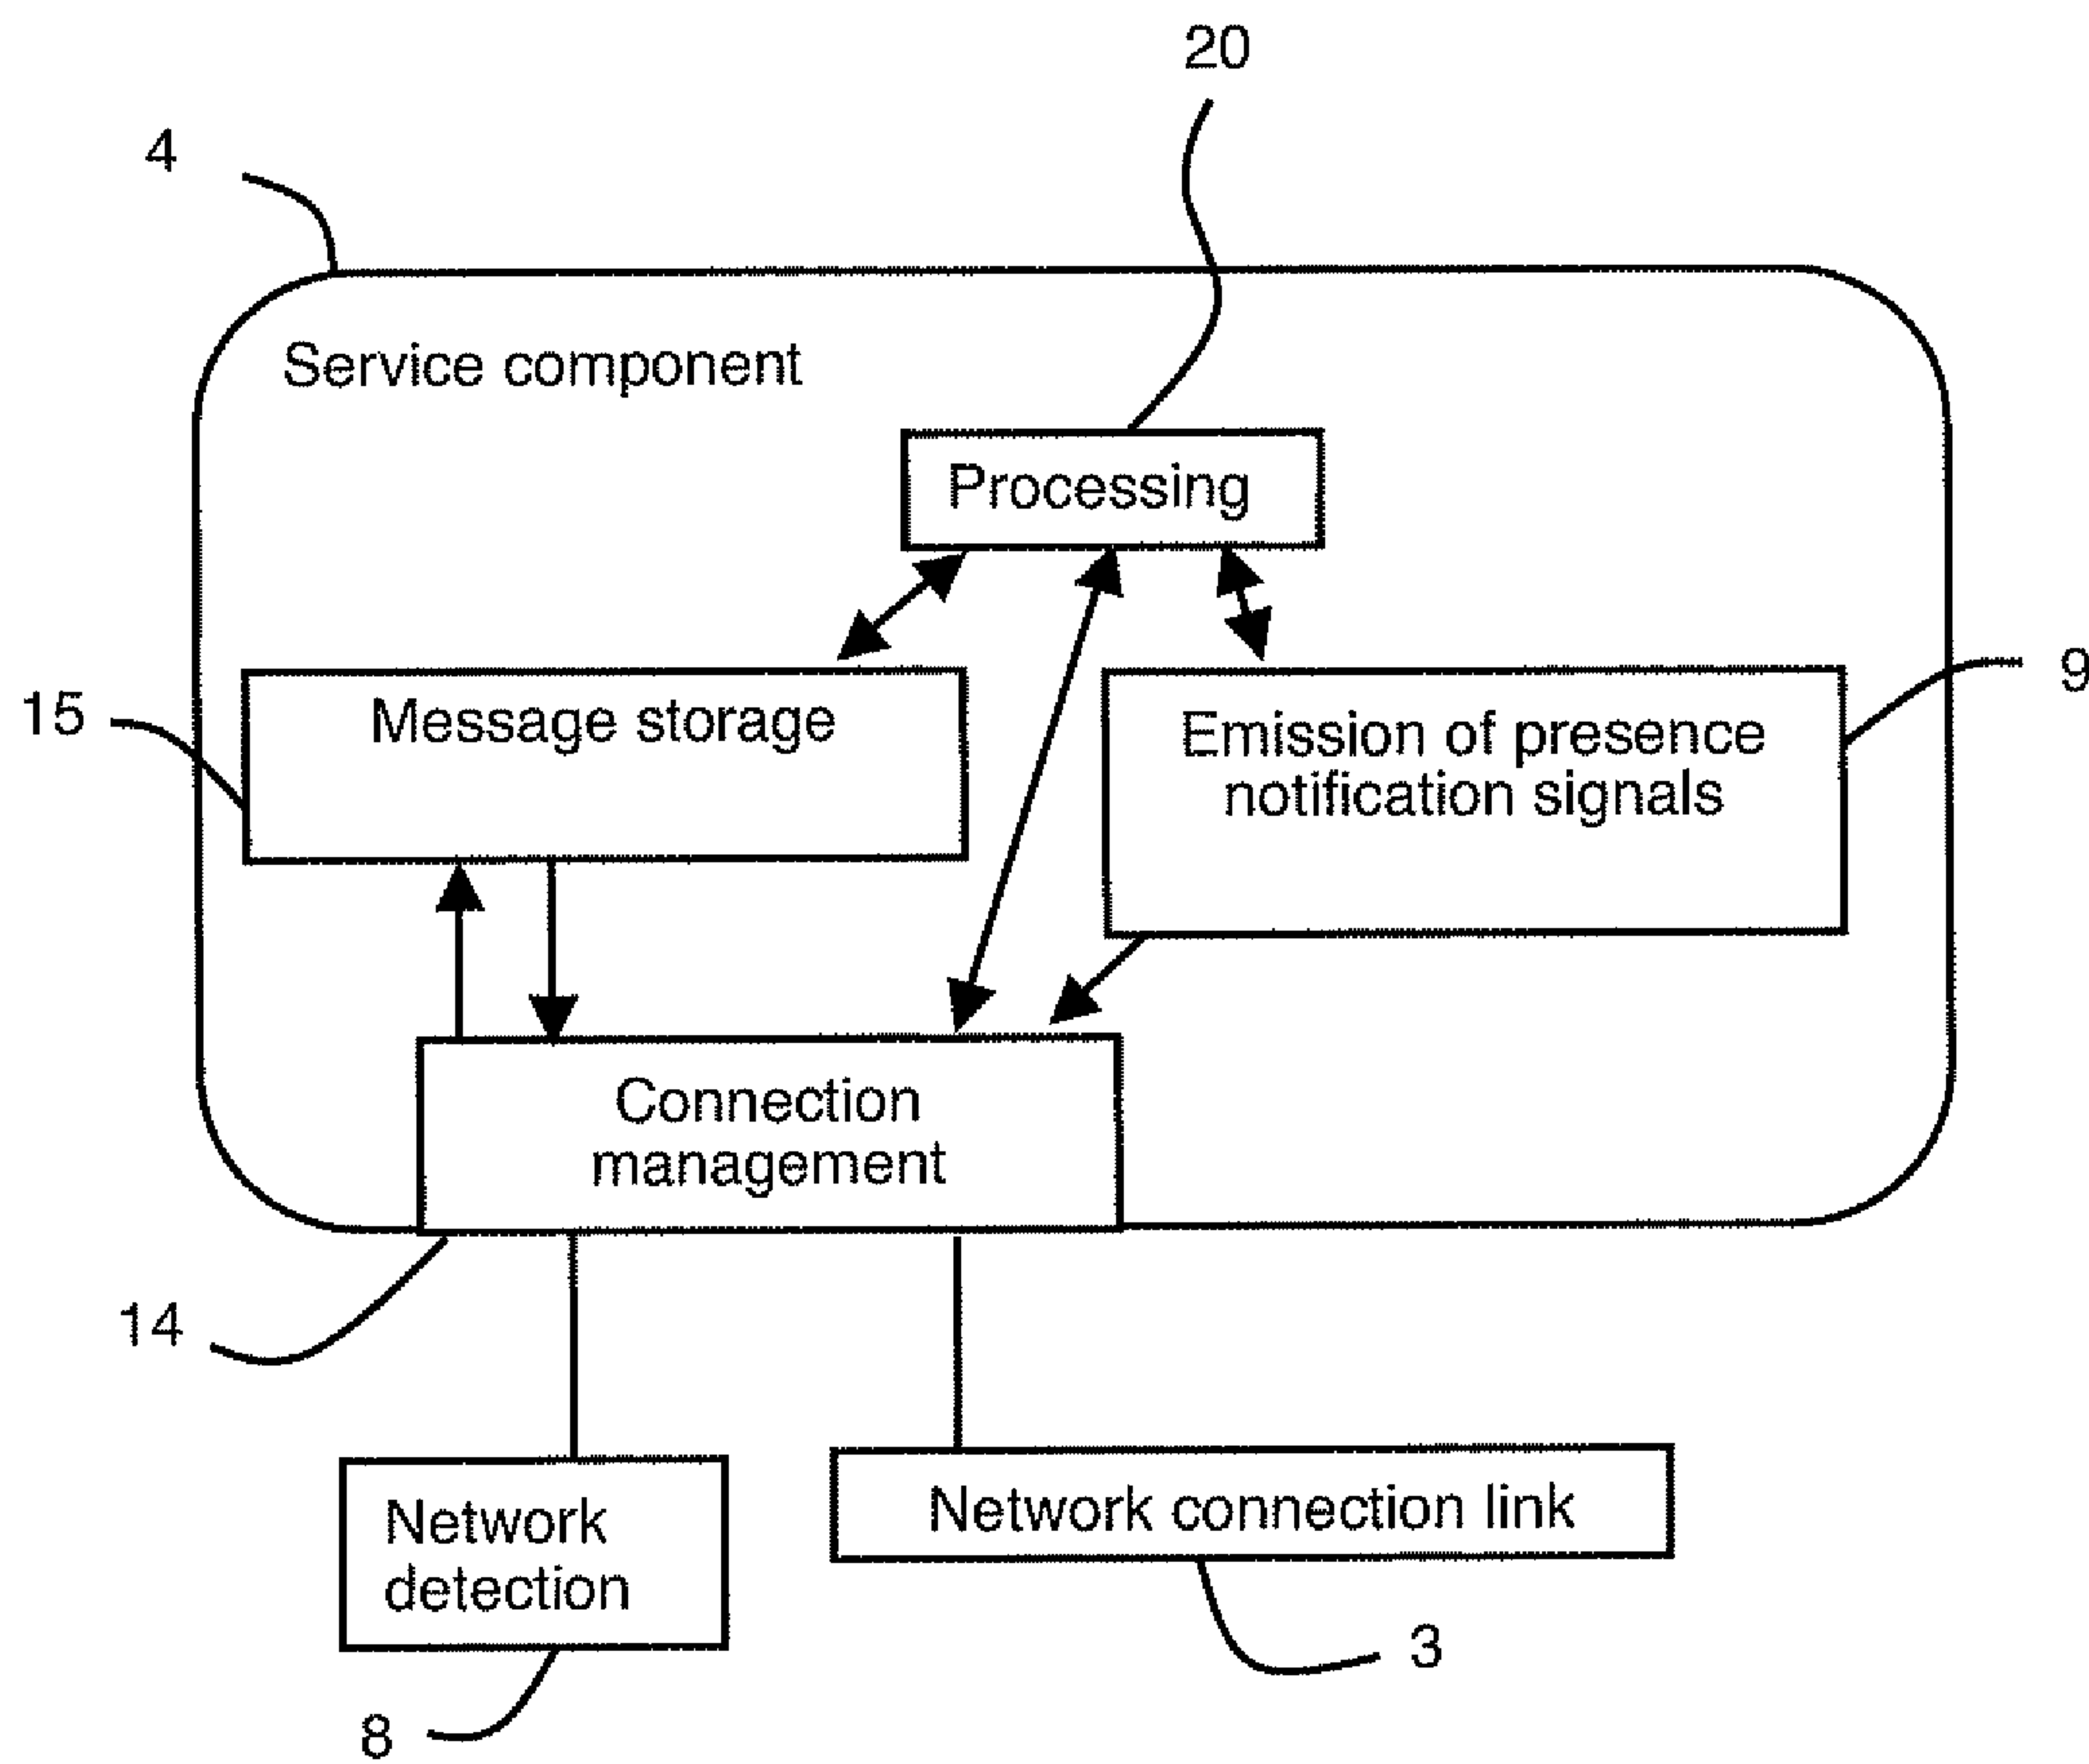 20
4
Service component
Processing
15
Message storage
9
Emission of presence
notification signals
Connection
management
14
Network
detection
Network connection link
3
8